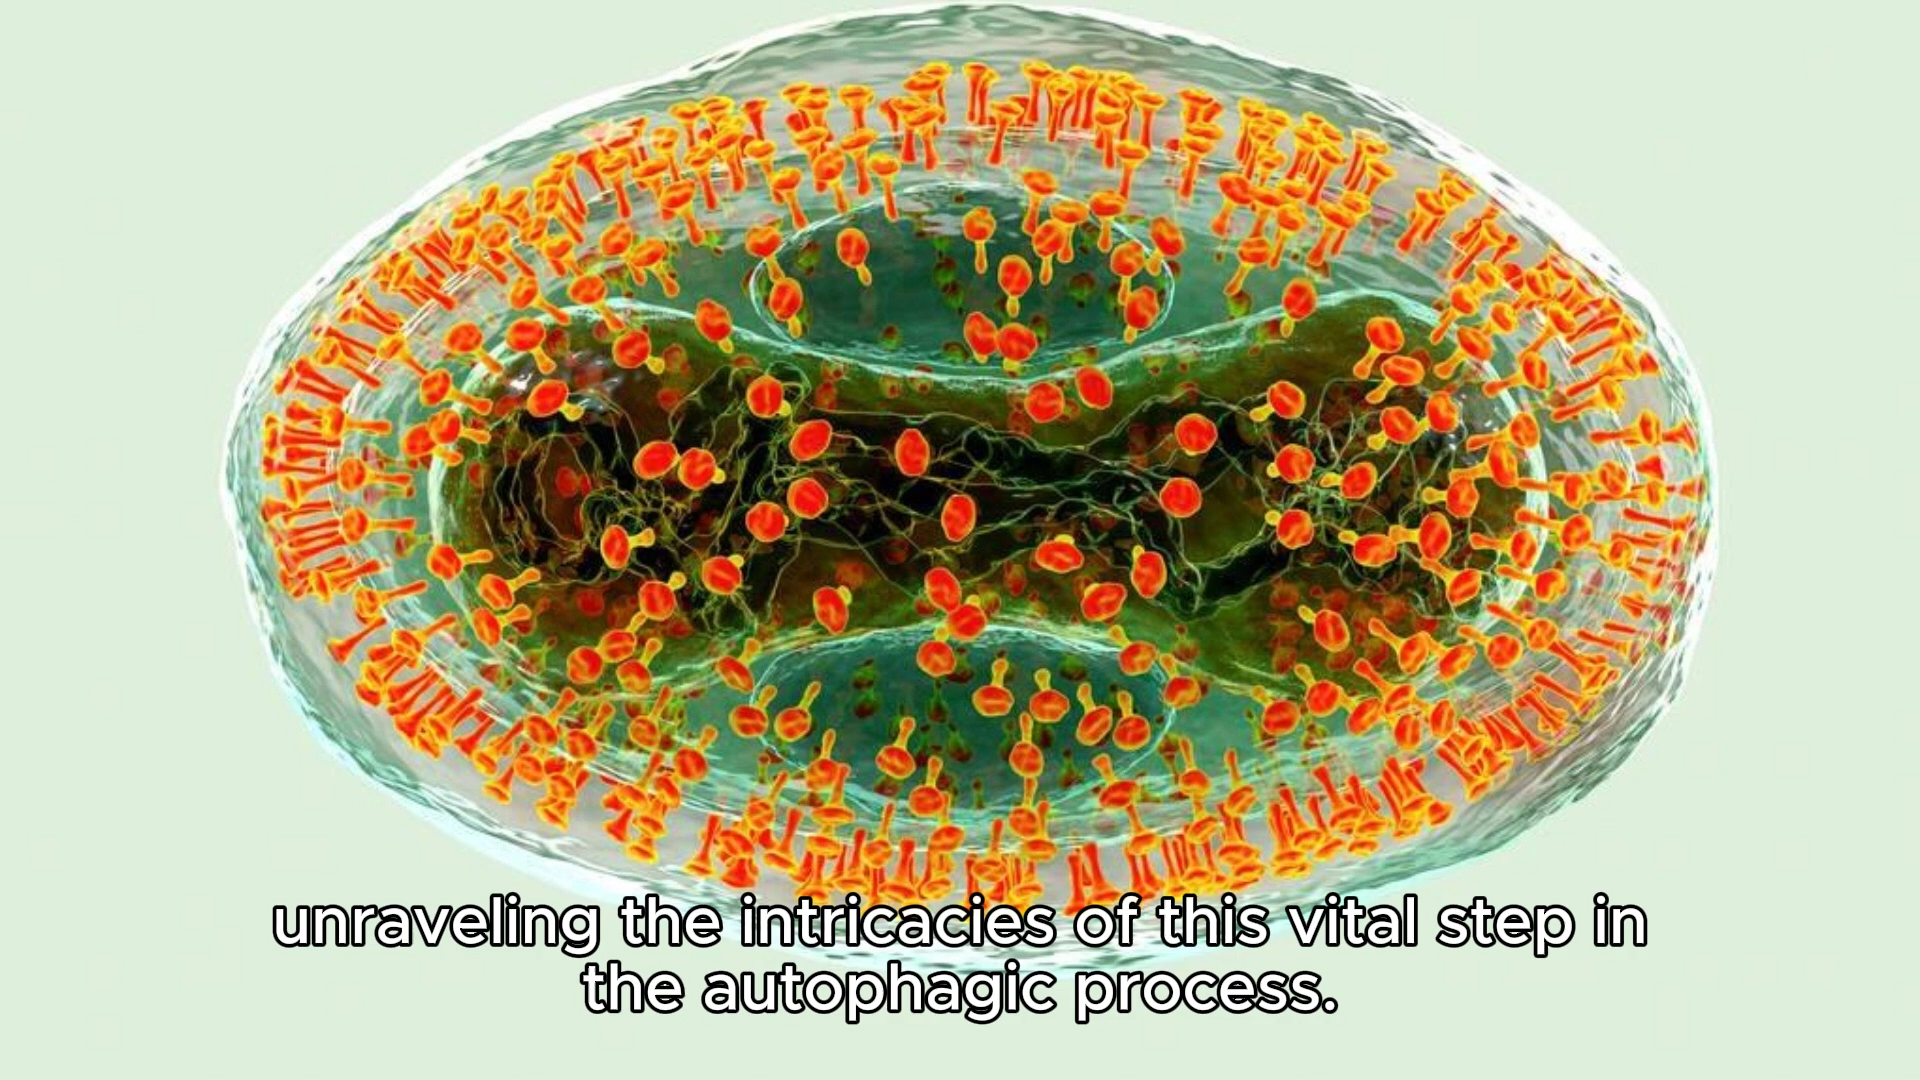 unraveling the intricacies of this vital step in
the autophagic process.